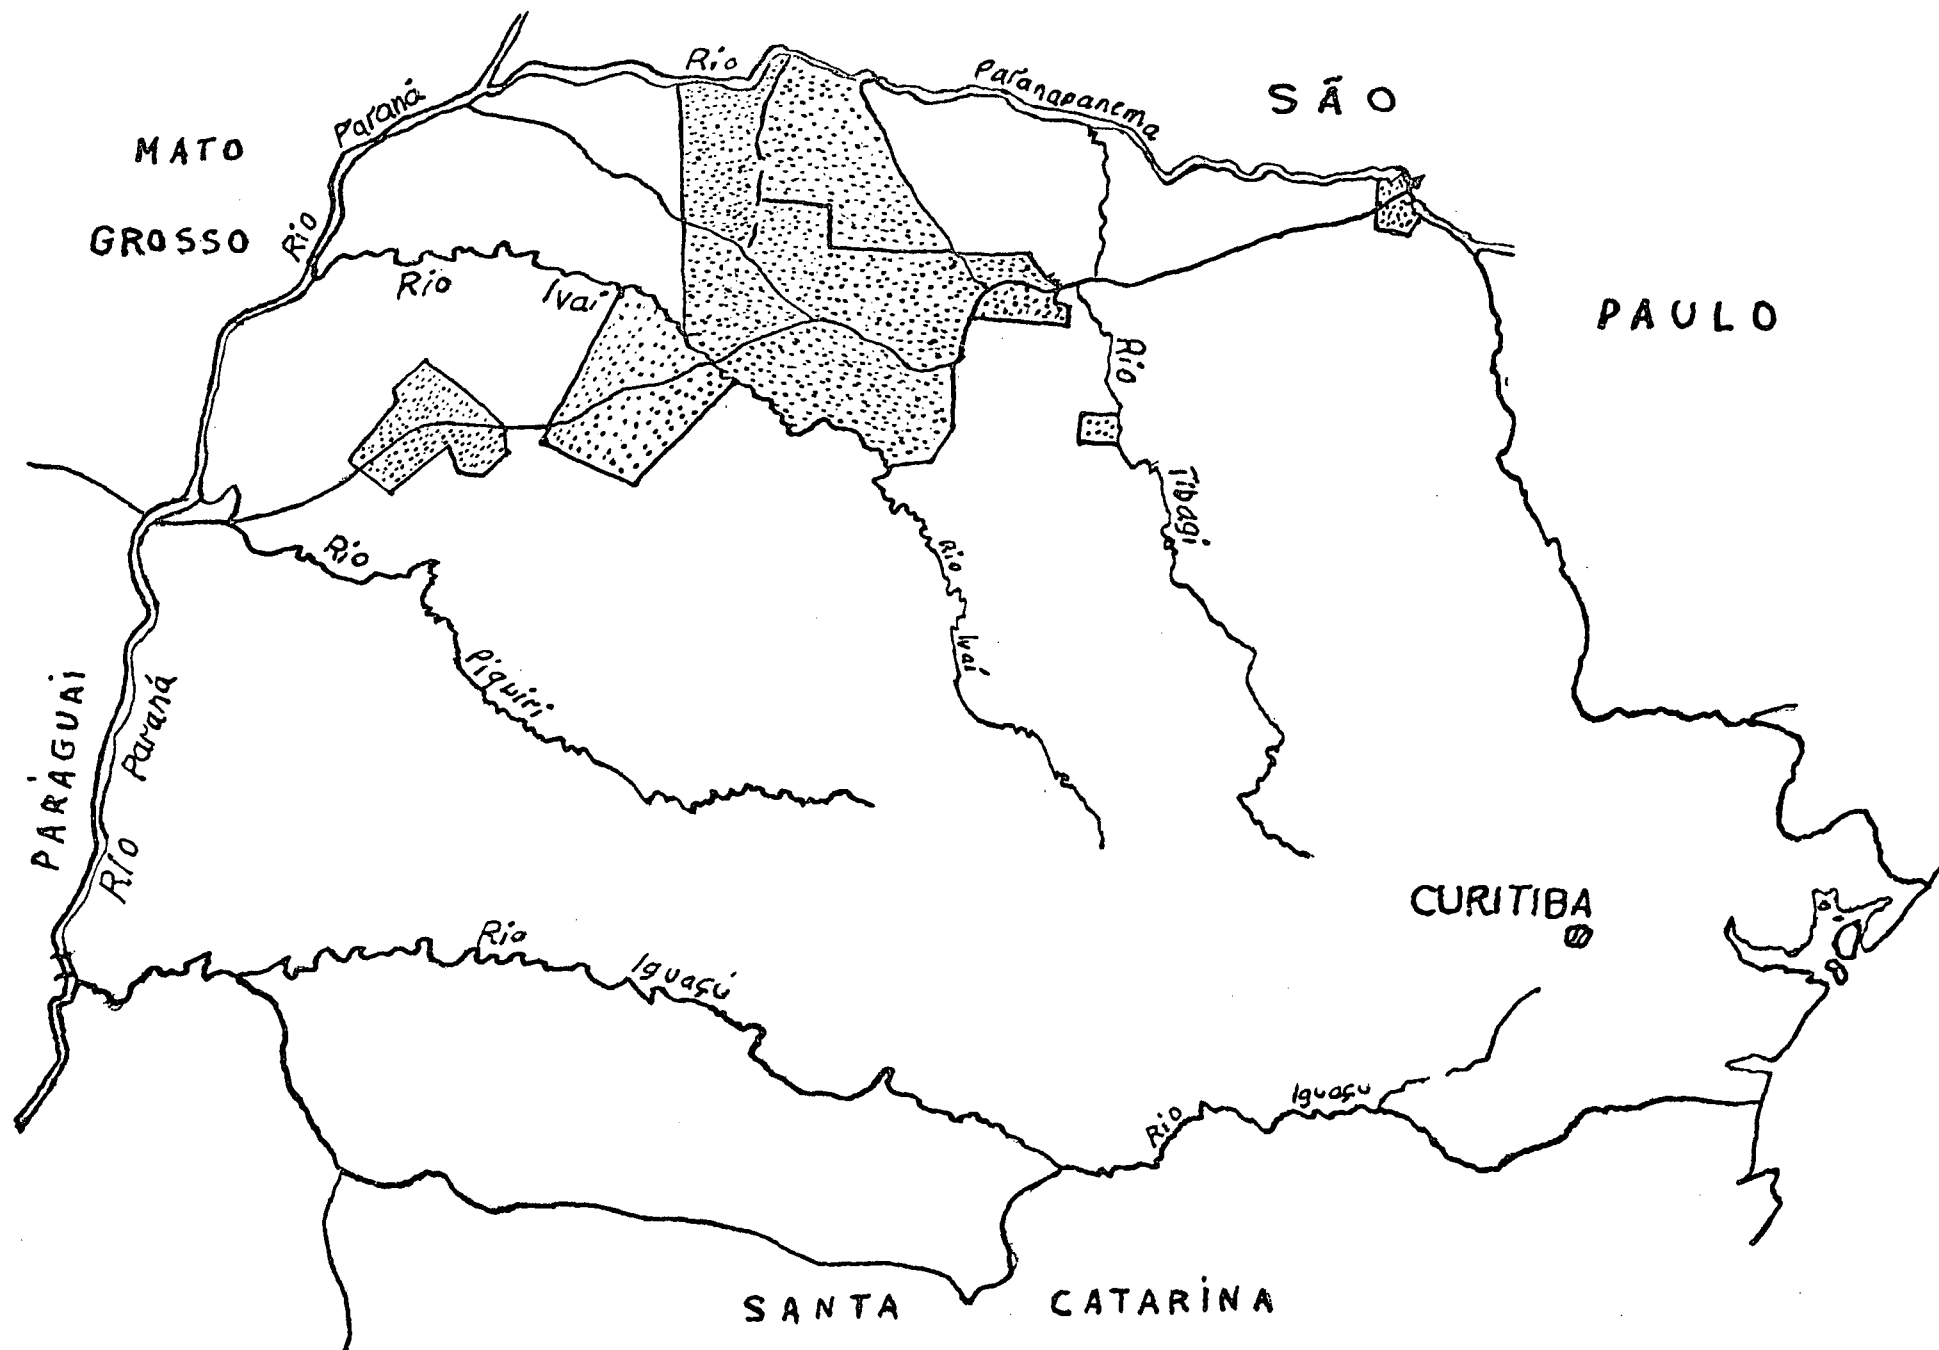 Rio
Paranapanema
SÃO
Paraná
Rio
MATO
GROSSO
Rio
Ivaí
PAULO
Rio
Tibagi
Rio
Piquiri
Rio
Ivaí
PARAGUAI
Paraná
RÍO
CURITIBA
Rio
Iguaçú
Rio
Iguaçu
SANTA CATARINA